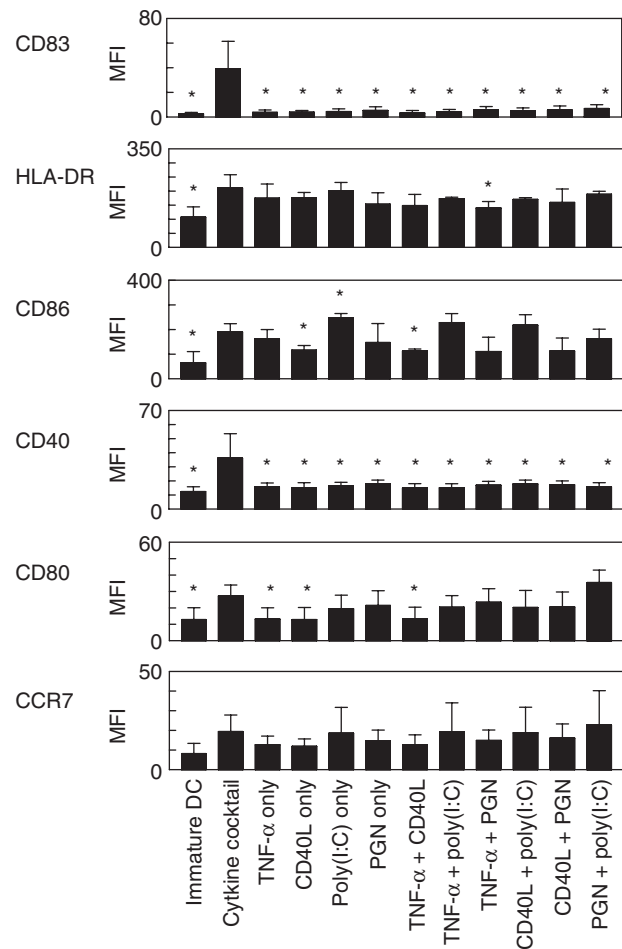 CD83
MFI
80
0
* * * * * * * * * * *
HLA-DR
MFI
350
0
* *
CD86
MFI
400
0
* * * *
CD40
MFI
70
0
* * * * * * * * * * *
CD80
MFI
60
0
* * * *
CCR7
MFI
50
0
Immature DC
Cytkine cocktail
TNF-α only
CD40L only
Poly(I:C) only
PGN only
TNF-α + CD40L
TNF-α + poly(I:C)
TNF-α + PGN
CD40L + poly(I:C)
CD40L + PGN
PGN + poly(I:C)